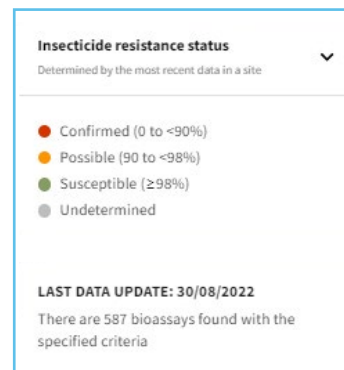 Insecticide resistance status
Determined by the most recent data in a site
Confirmed (0 to <90%)
Possible (90 to <98%)
Susceptible (≥98%)
Undetermined
LAST DATA UPDATE: 30/08/2022
There are 587 bioassays found with the
specified criteria